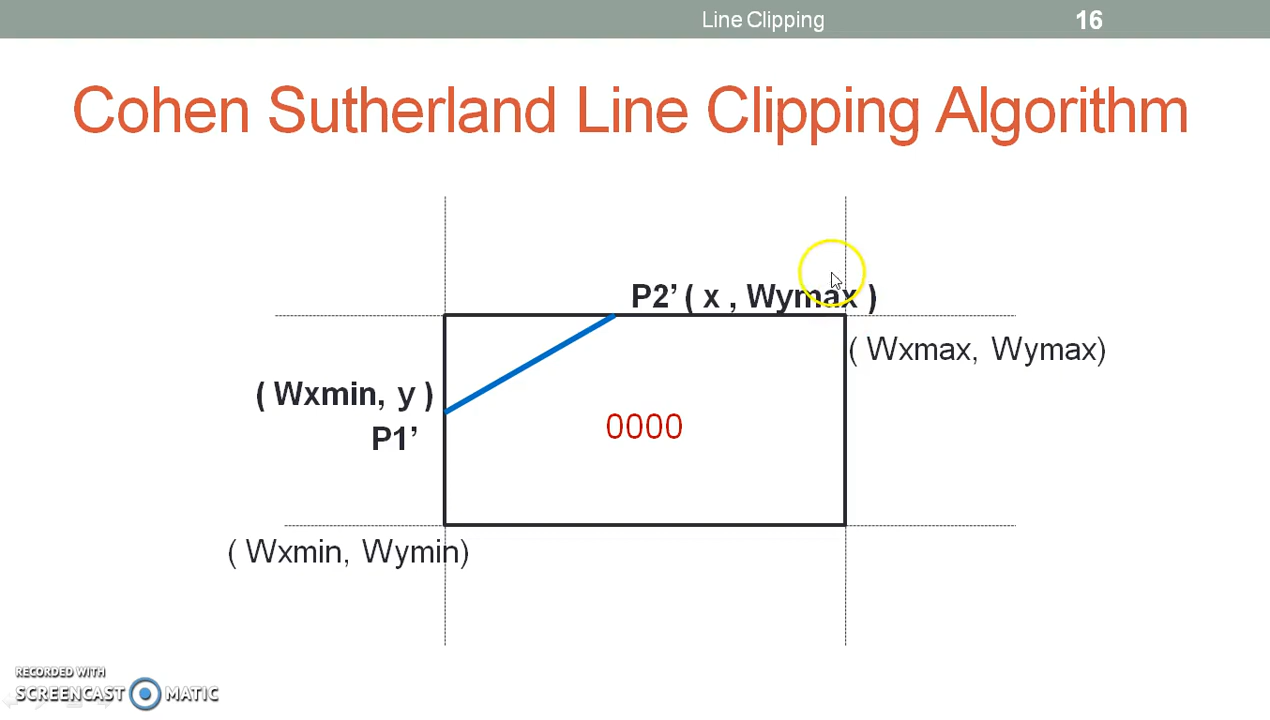 Line Clipping 16
Cohen Sutherland Line Clipping Algorithm
P2’ ( x , Wymax )
( Wxmax, Wymax)
( Wxmin, y )
0000
P1’
( Wxmin, Wymin)
RECORDED WITH
SCREENCAST MATIC